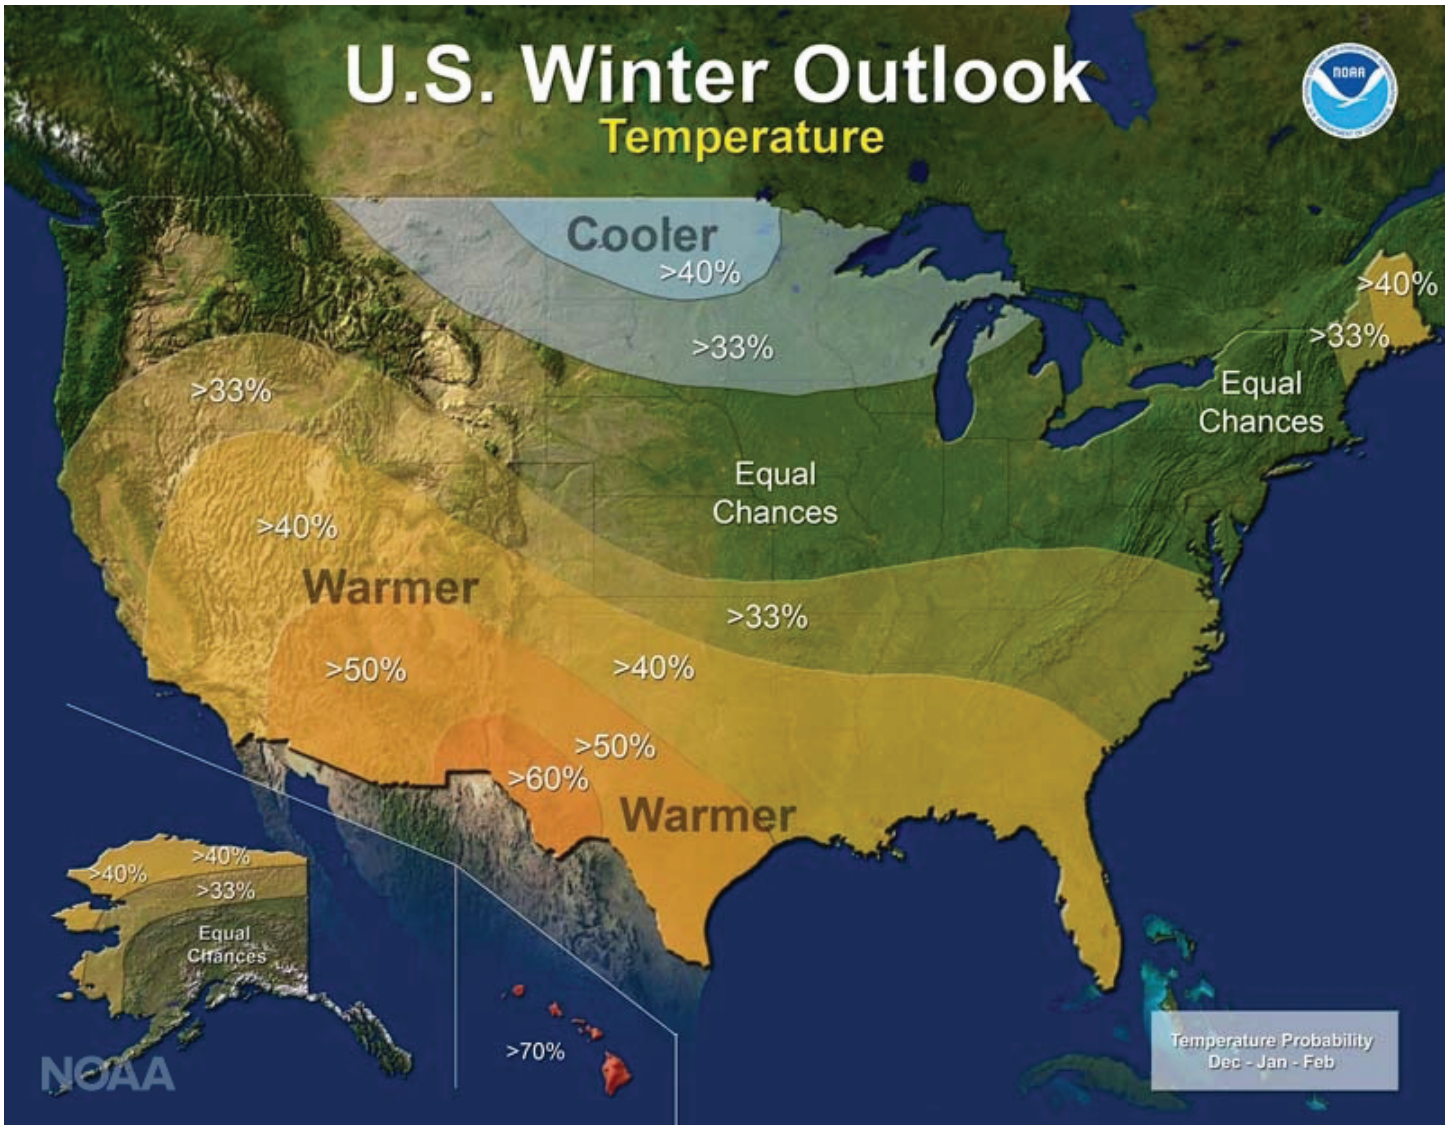 U.S. Winter Outlook
Temperature
NOAA
Cooler
>40%
>33%
>40%
>33%
Equal
Chances
>33%
Equal
Chances
>40%
Warmer
>33%
>50%
>40%
>50%
>60%
Warmer
>40%
>40%
>33%
Equal
Chances
>70%
Temperature Probability
Dec - Jan - Feb
NOAA